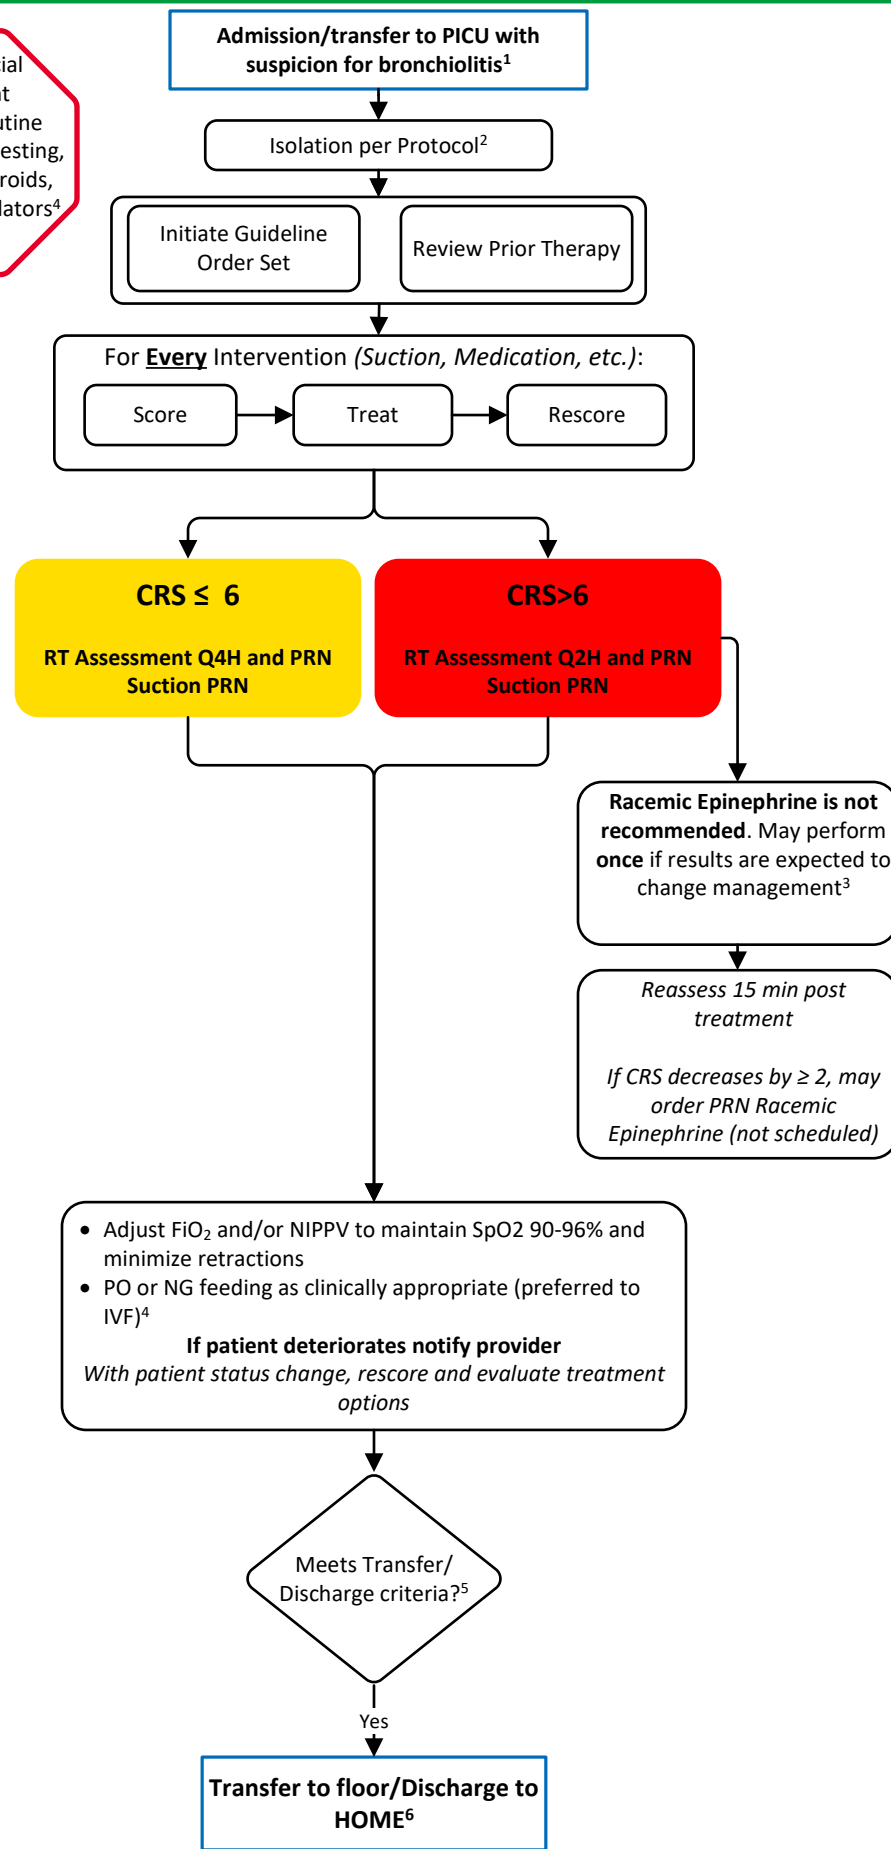 Admission/transfer to PICU with
suspicion for bronchiolitis¹
Isolation per Protocol²
Initiate Guideline
Order Set
Review Prior Therapy
For Every Intervention (Suction, Medication, etc.):
Score
Treat
Rescore
CRS ≤ 6
RT Assessment Q4H and PRN
Suction PRN
CRS>6
RT Assessment Q2H and PRN
Suction PRN
Racemic Epinephrine is not
recommended. May perform
once if results are expected to
change management³
Reassess 15 min post
treatment
If CRS decreases by ≥ 2, may
order PRN Racemic
Epinephrine (not scheduled)
• Adjust FiO₂ and/or NIPPV to maintain SpO2 90-96% and
minimize retractions
• PO or NG feeding as clinically appropriate (preferred to
IVF)⁴
If patient deteriorates notify provider
With patient status change, rescore and evaluate treatment
options
Meets Transfer/
Discharge criteria?⁵
Yes
Transfer to floor/Discharge to
HOME⁶